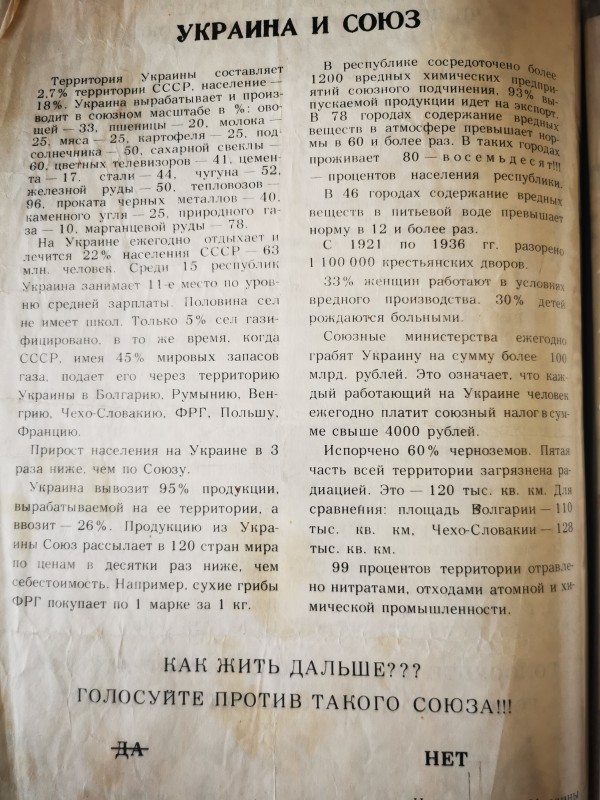 УКРАИНА И СОЮЗ
Территория Украины составляет
2.7% территории СССР, население —
18%. Украина вырабатывает и произ-
водит в союзном масштабе в %: ово-
щей — 33, пшеницы — 20, молока —
25, мяса — 25, картофеля — 25, под-
солнечника — 50, сахарной свеклы —
60, цветных телевизоров — 41, цемен-
та — 17, стали — 44, чугуна — 52,
железной руды — 50, тепловозов —
96, проката черных металлов — 40,
каменного угля — 25, природного га-
за — 10, марганцевой руды — 78.
На Украине ежегодно отдыхает и
лечится 22% населения СССР — 63
млн. человек. Среди 15 республик
Украина занимает 11-е место по уров-
ню средней зарплаты. Половина сел
не имеет школ. Только 5% сел гази-
фицировано, в то же время, когда
СССР, имея 45% мировых запасов
газа, подает его через территорию
Украины в Болгарию, Румынию, Вен-
грию, Чехо-Словакию, ФРГ, Польшу,
Францию.
Прирост населения на Украине в 3
раза ниже, чем по Союзу.
Украина вывозит 95% продукции,
вырабатываемой на ее территории, а
ввозит — 26%. Продукцию из Укра-
ины Союз рассылает в 120 стран мира
по ценам в десятки раз ниже, чем
себестоимость. Например, сухие грибы
ФРГ покупает по 1 марке за 1 кг.
В республике сосредоточено более
1200 вредных химических предпри-
ятий союзного подчинения, 93% вы-
пускаемой продукции идет на экспорт.
В 78 городах содержание вредных
веществ в атмосфере превышает нор-
мы в 60 и более раз. В таких городах
проживает 80 — восемьдесят!!!
— процентов населения республики.
В 46 городах содержание вредных
веществ в питьевой воде превышает
норму в 12 и более раз.
С 1921 по 1936 гг. разорено
1 100 000 крестьянских дворов.
33% женщин работают в условиях
вредного производства. 30% детей
рождаются больными.
Союзные министерства ежегодно
грабят Украину на сумму более 100
млрд. рублей. Это означает, что каж-
дый работающий на Украине человек
ежегодно платит союзный налог в сум-
ме свыше 4000 рублей.
Испорчено 60% черноземов. Пятая
часть всей территории загрязнена ра-
диацией. Это — 120 тыс. кв. км. Для
сравнения: площадь Болгарии — 110
тыс. кв. км, Чехо-Словакии — 128
тыс. кв. км.
99 процентов территории отравле-
но нитратами, отходами атомной и хи-
мической промышленности.
КАК ЖИТЬ ДАЛЬШЕ???
ГОЛОСУЙТЕ ПРОТИВ ТАКОГО СОЮЗА!!!
ДА НЕТ